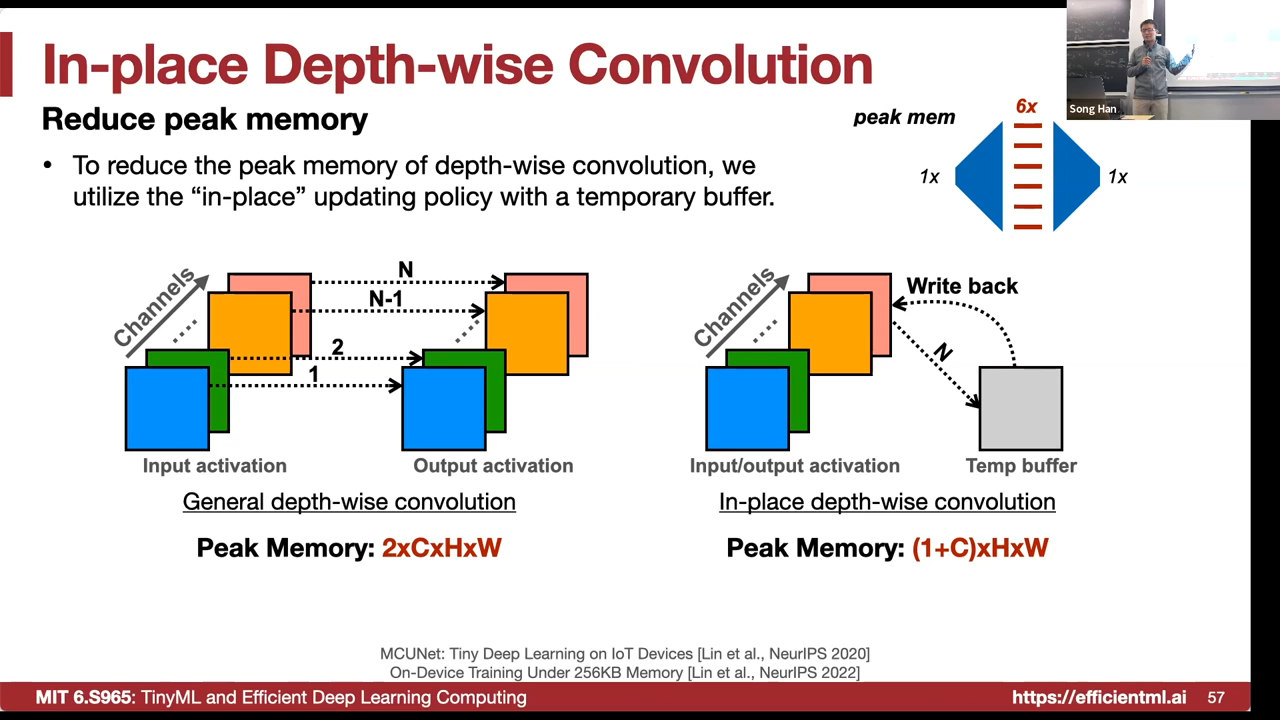 In-place Depth-wise Convolution
Song Han
Reduce peak memory
peak mem
6x
1x
1x
• To reduce the peak memory of depth-wise convolution, we
utilize the “in-place” updating policy with a temporary buffer.
Channels
N
N-1
2
1
Input activation
Output activation
General depth-wise convolution
Peak Memory: 2xCxHxW
Channels
Write back
N
Input/output activation
Temp buffer
In-place depth-wise convolution
Peak Memory: (1+C)xHxW
MCUNet: Tiny Deep Learning on IoT Devices [Lin et al., NeurIPS 2020]
On-Device Training Under 256KB Memory [Lin et al., NeurIPS 2022]
MIT 6.S965: TinyML and Efficient Deep Learning Computing
https://efficientml.ai
57